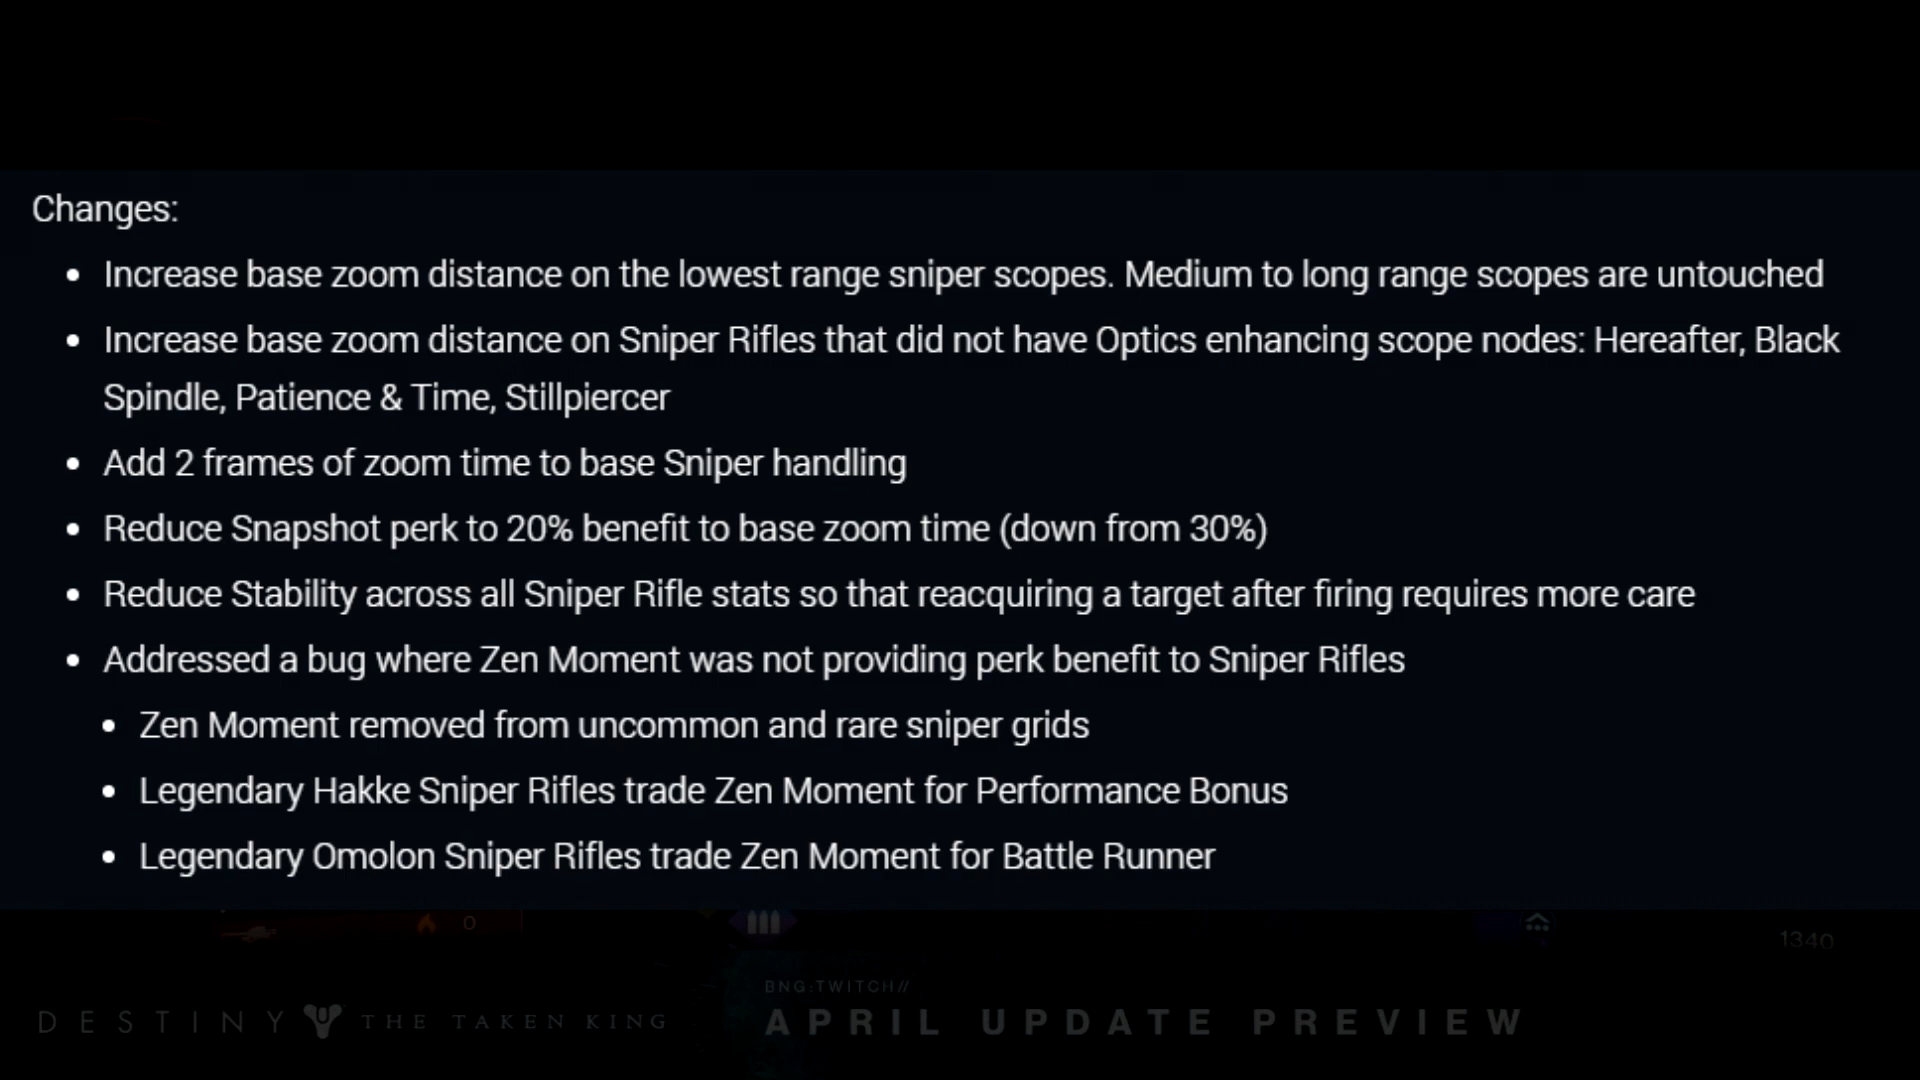 Changes:
• Increase base zoom distance on the lowest range sniper scopes. Medium to long range scopes are untouched
• Increase base zoom distance on Sniper Rifles that did not have Optics enhancing scope nodes: Hereafter, Black
Spindle, Patience & Time, Stillpiercer
• Add 2 frames of zoom time to base Sniper handling
• Reduce Snapshot perk to 20% benefit to base zoom time (down from 30%)
• Reduce Stability across all Sniper Rifle stats so that reacquiring a target after firing requires more care
• Addressed a bug where Zen Moment was not providing perk benefit to Sniper Rifles
• Zen Moment removed from uncommon and rare sniper grids
• Legendary Hakke Sniper Rifles trade Zen Moment for Performance Bonus
• Legendary Omolon Sniper Rifles trade Zen Moment for Battle Runner
0
1340
BNG:TWITCH//
DESTINY THE TAKEN KING
APRIL UPDATE PREVIEW